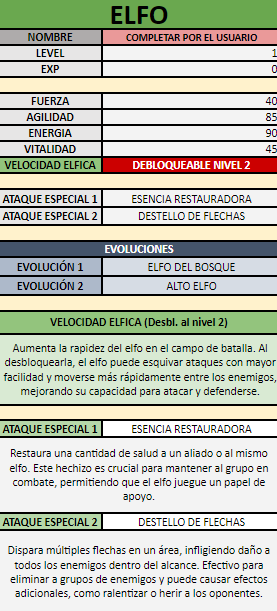 ELFO
NOMBRE COMPLETAR POR EL USUARIO
LEVEL 1
EXP 0
FUERZA 40
AGILIDAD 85
ENERGIA 90
VITALIDAD 45
VELOCIDAD ELFICA DEBLOQUEABLE NIVEL 2
ATAQUE ESPECIAL 1 ESENCIA RESTAURADORA
ATAQUE ESPECIAL 2 DESTELLO DE FLECHAS
EVOLUCIONES
EVOLUCIÓN 1 ELFO DEL BOSQUE
EVOLUCIÓN 2 ALTO ELFO
VELOCIDAD ELFICA (Desbl. al nivel 2)
Aumenta la rapidez del elfo en el campo de batalla. Al
desbloquearla, el elfo puede esquivar ataques con mayor
facilidad y moverse más rápidamente entre los enemigos,
mejorando su capacidad para atacar y defenderse.
ATAQUE ESPECIAL 1 ESENCIA RESTAURADORA
Restaura una cantidad de salud a un aliado o al mismo
elfo. Este hechizo es crucial para mantener al grupo en
combate, permitiendo que el elfo juegue un papel de
apoyo.
ATAQUE ESPECIAL 2 DESTELLO DE FLECHAS
Dispara múltiples flechas en un área, infligiendo daño a
todos los enemigos dentro del alcance. Efectivo para
eliminar a grupos de enemigos y puede causar efectos
adicionales, como ralentizar o herir a los oponentes.